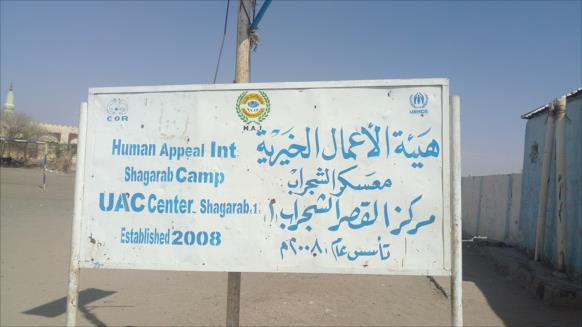 COR
H.A.I
UNHCR
Human Appeal Int.
Shagarab Camp
UAC Center_ Shagarab.1
Established 2008
هيئة الأعمال الخيرية
معسكر الشجراب
مركز القصر الشجراب ١
تأسس عام ٢٠٠٨م